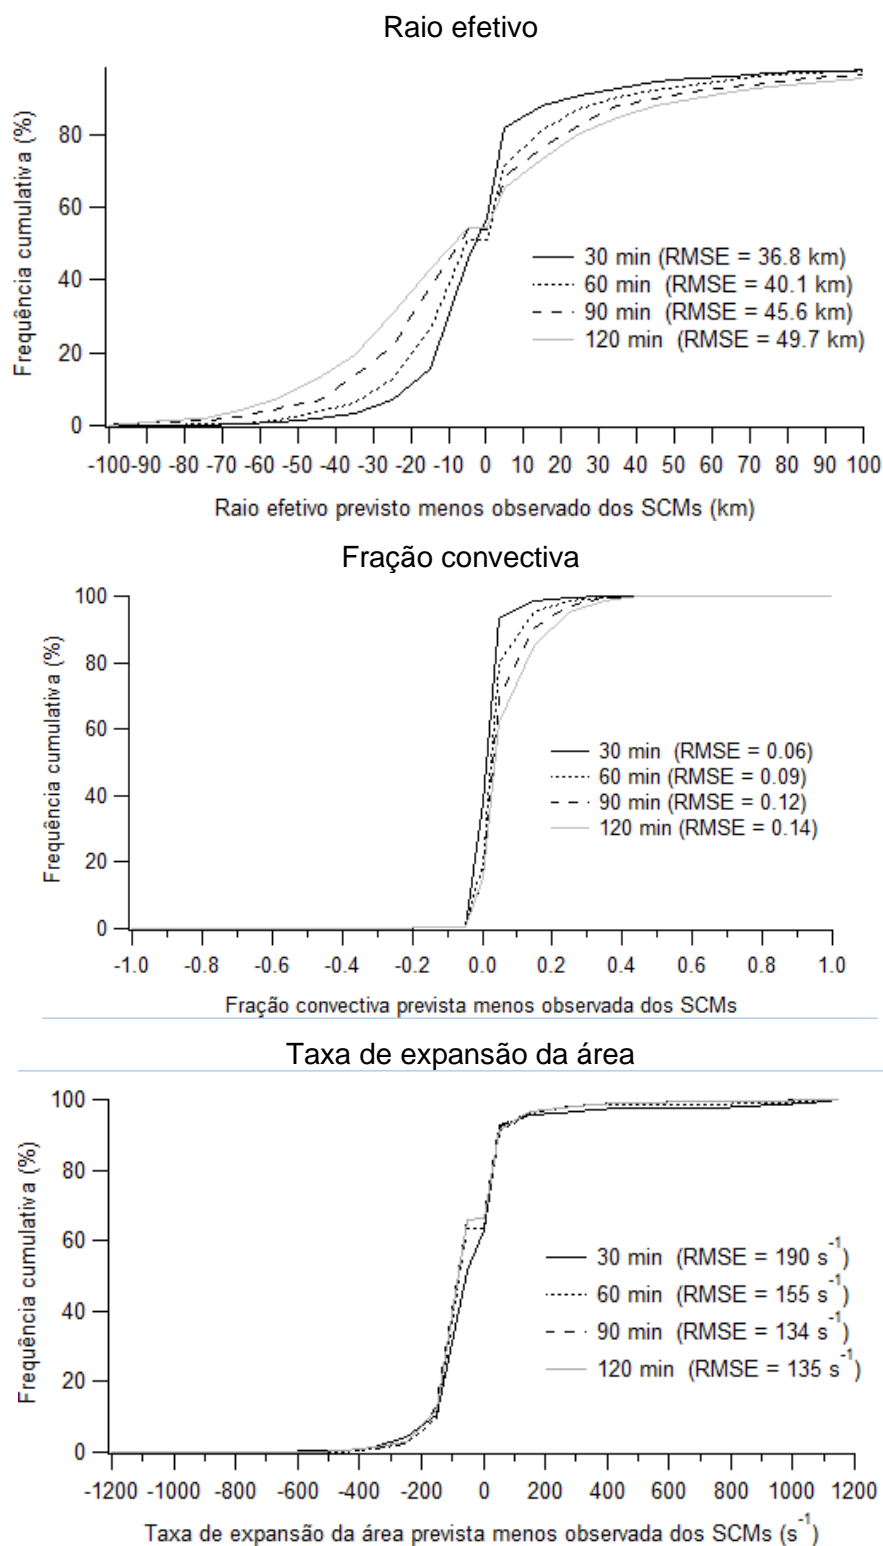 Raio efetivo
Frequência cumulativa (%)
80
60
40
20
0
30 min (RMSE = 36.8 km)
60 min (RMSE = 40.1 km)
90 min (RMSE = 45.6 km)
120 min (RMSE = 49.7 km)
-100 -90 -80 -70 -60 -50 -40 -30 -20 -10 0 10 20 30 40 50 60 70 80 90 100
Raio efetivo previsto menos observado dos SCMs (km)
Fração convectiva
Frequência cumulativa (%)
100
80
60
40
20
0
30 min (RMSE = 0.06)
60 min (RMSE = 0.09)
90 min (RMSE = 0.12)
120 min (RMSE = 0.14)
-1.0 -0.8 -0.6 -0.4 -0.2 0.0 0.2 0.4 0.6 0.8 1.0
Fração convectiva prevista menos observada dos SCMs
Taxa de expansão da área
Frequência cumulativa (%)
100
80
60
40
20
0
30 min (RMSE = 190 s⁻¹)
60 min (RMSE = 155 s⁻¹)
90 min (RMSE = 134 s⁻¹)
120 min (RMSE = 135 s⁻¹)
-1200 -1000 -800 -600 -400 -200 0 200 400 600 800 1000 1200
Taxa de expansão da área prevista menos observada dos SCMs (s⁻¹)